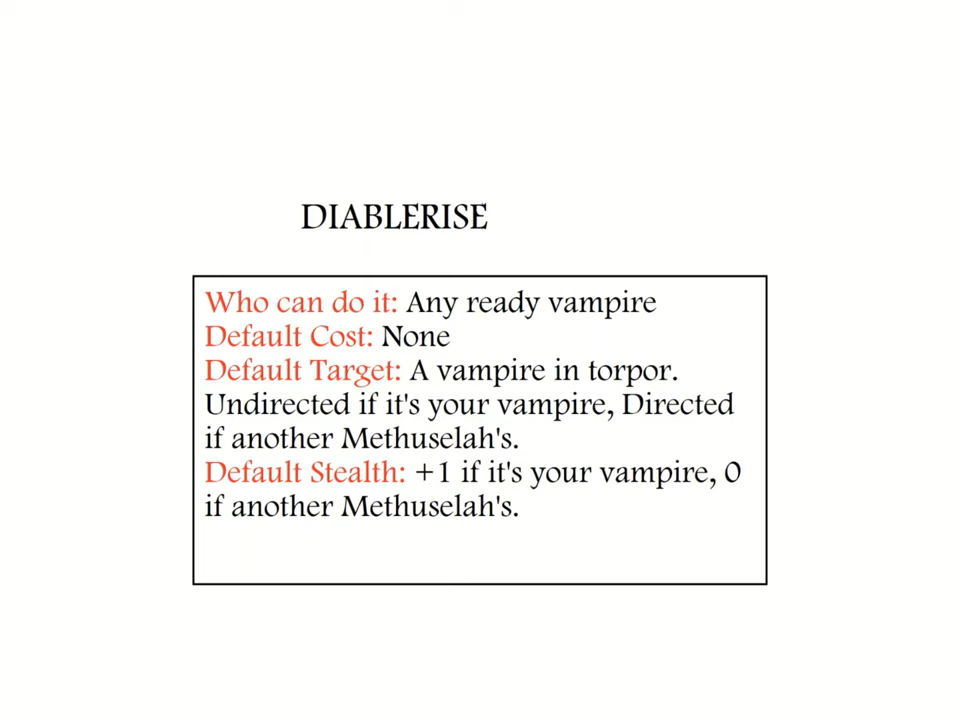 DIABLERISE
Who can do it: Any ready vampire
Default Cost: None
Default Target: A vampire in torpor.
Undirected if it's your vampire, Directed
if another Methuselah's.
Default Stealth: +1 if it's your vampire, 0
if another Methuselah's.